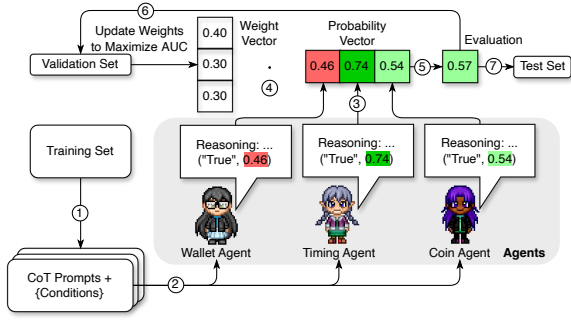 ⑥
Update Weights
to Maximize AUC
Validation Set
0.40
0.30
0.30
Weight
Vector
·
④
Probability
Vector
0.46
0.74
0.54
⑤
Evaluation
0.57
⑦
Test Set
③
Training Set
①
Reasoning: ...
("True", 0.46)
Reasoning: ...
("True", 0.74)
Reasoning: ...
("True", 0.54)
Wallet Agent
Timing Agent
Coin Agent
Agents
CoT Prompts +
{Conditions}
②